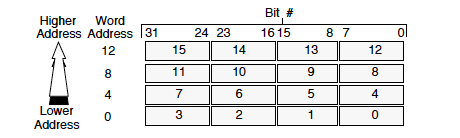 Bit #
Higher Address Word Address 31 24 23 16 15 8 7 0
12 15 14 13 12
8 11 10 9 8
4 7 6 5 4
Lower Address 0 3 2 1 0